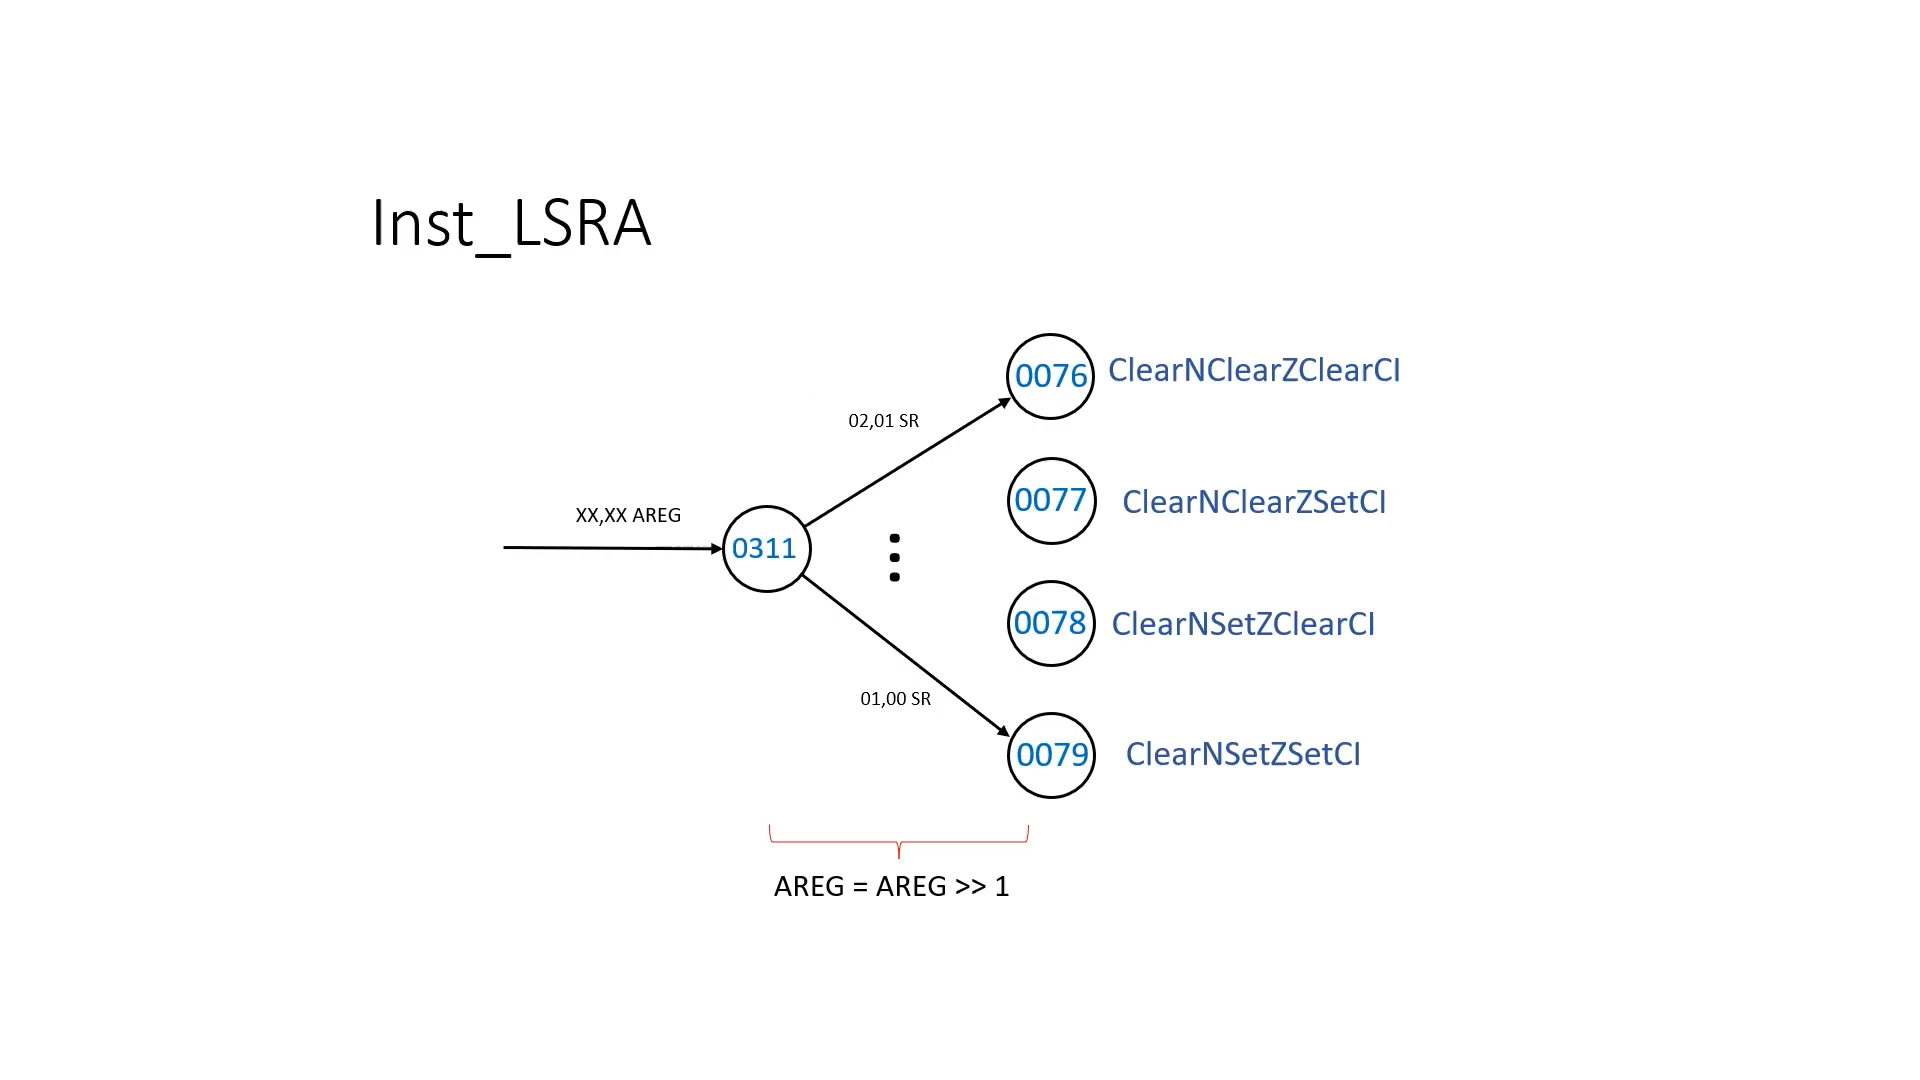 Inst_LSRA
0076 ClearNClearZClearCI
02,01 SR
0077 ClearNClearZSetCI
XX,XX AREG
0311
0078 ClearNSetZClearCI
01,00 SR
0079 ClearNSetZSetCI
AREG = AREG >> 1